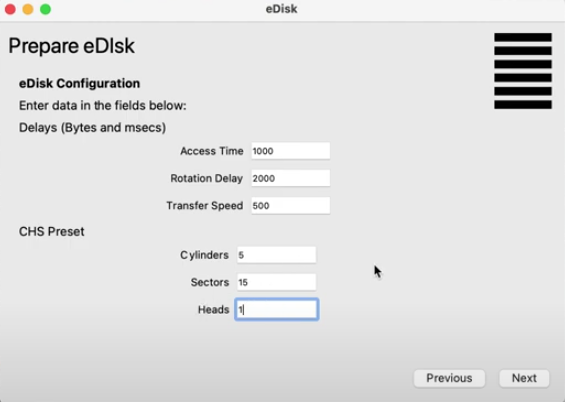 eDisk
Prepare eDIsk
eDisk Configuration
Enter data in the fields below:
Delays (Bytes and msecs)
Access Time 1000
Rotation Delay 2000
Transfer Speed 500
CHS Preset
Cylinders 5
Sectors 15
Heads 1
Previous Next